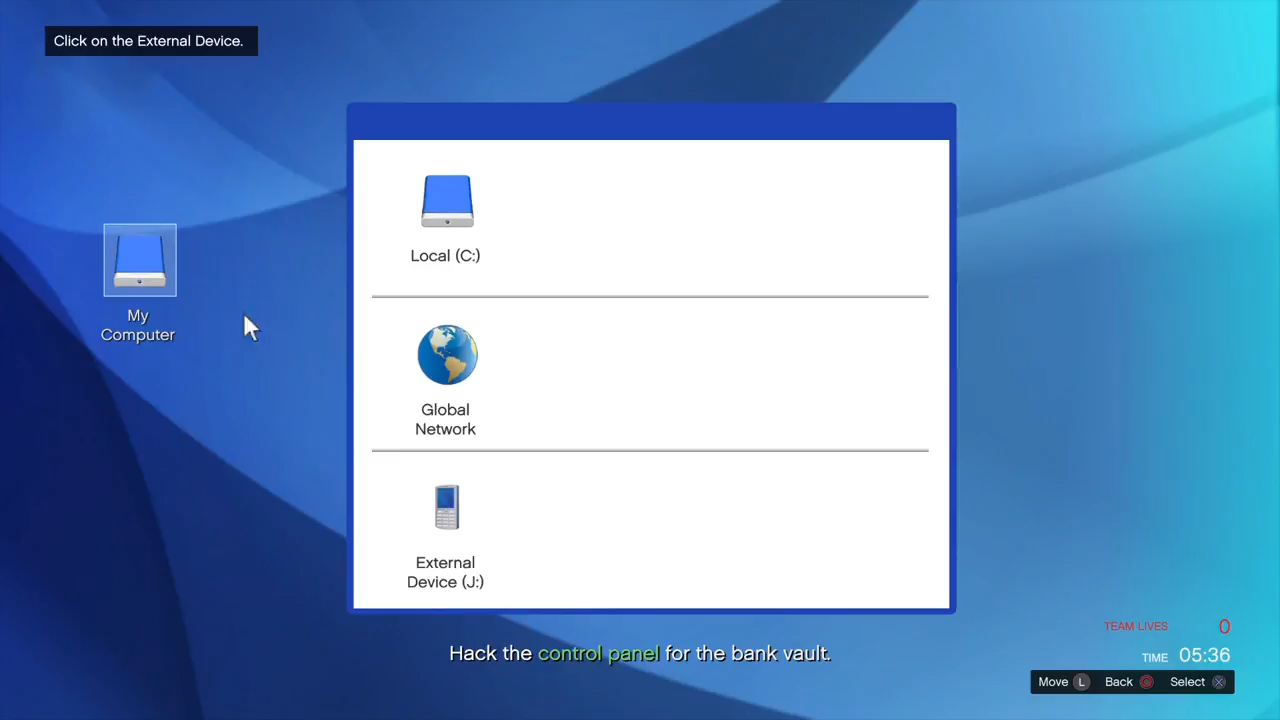 Click on the External Device.
Local (C:)
My
Computer
Global
Network
External
Device (J:)
Hack the control panel for the bank vault.
TEAM LIVES 0
TIME 05:36
Move L Back Select